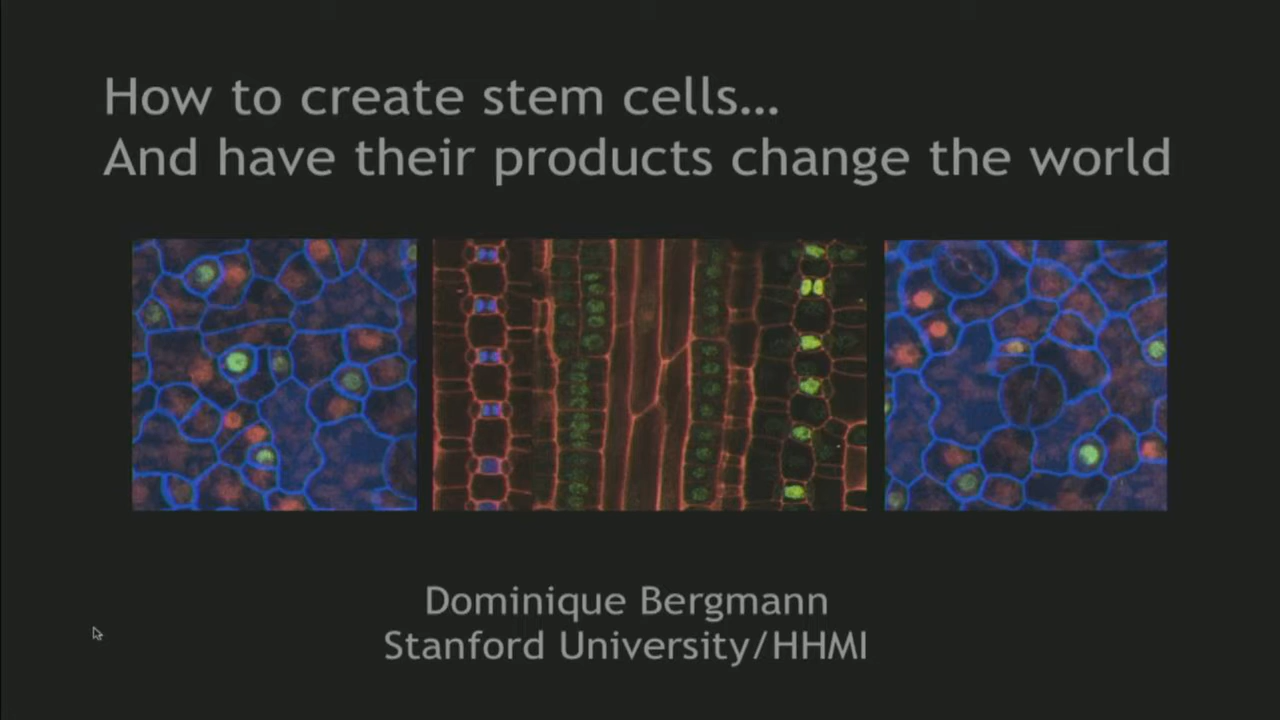 How to create stem cells...
And have their products change the world
Dominique Bergmann
Stanford University/HHMI